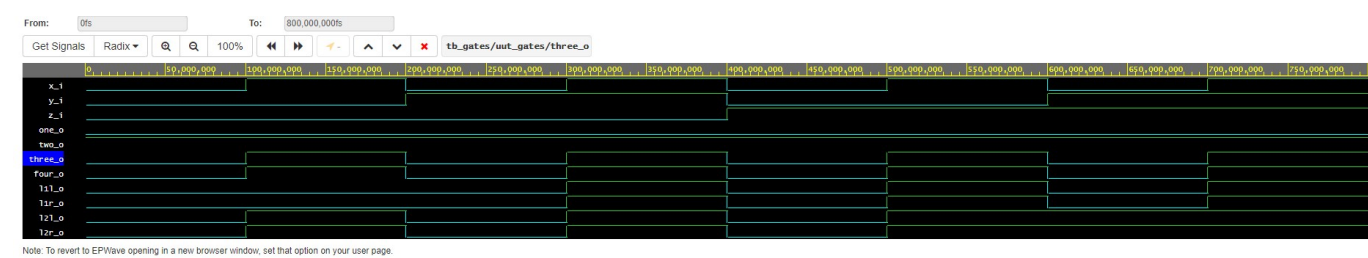 From: 0fs To: 800,000,000fs
Get Signals Radix 100% tb_gates/uut_gates/three_o
0 50,000,000 100,000,000 150,000,000 200,000,000 250,000,000 300,000,000 350,000,000 400,000,000 450,000,000 500,000,000 550,000,000 600,000,000 650,000,000 700,000,000 750,000,000
x_i
y_i
z_i
one_o
two_o
three_o
four_o
l1l_o
l1r_o
l2l_o
l2r_o
Note: To revert to EPWave opening in a new browser window, set that option on your user page.